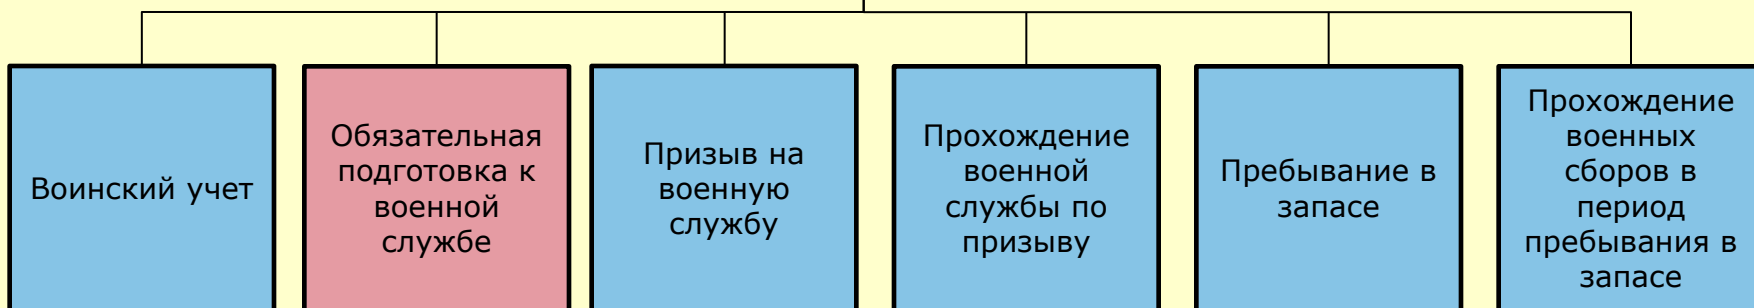 Воинский учет
Обязательная
подготовка к
военной
службе
Призыв на
военную
службу
Прохождение
военной
службы по
призыву
Пребывание в
запасе
Прохождение
военных
сборов в
период
пребывания в
запасе